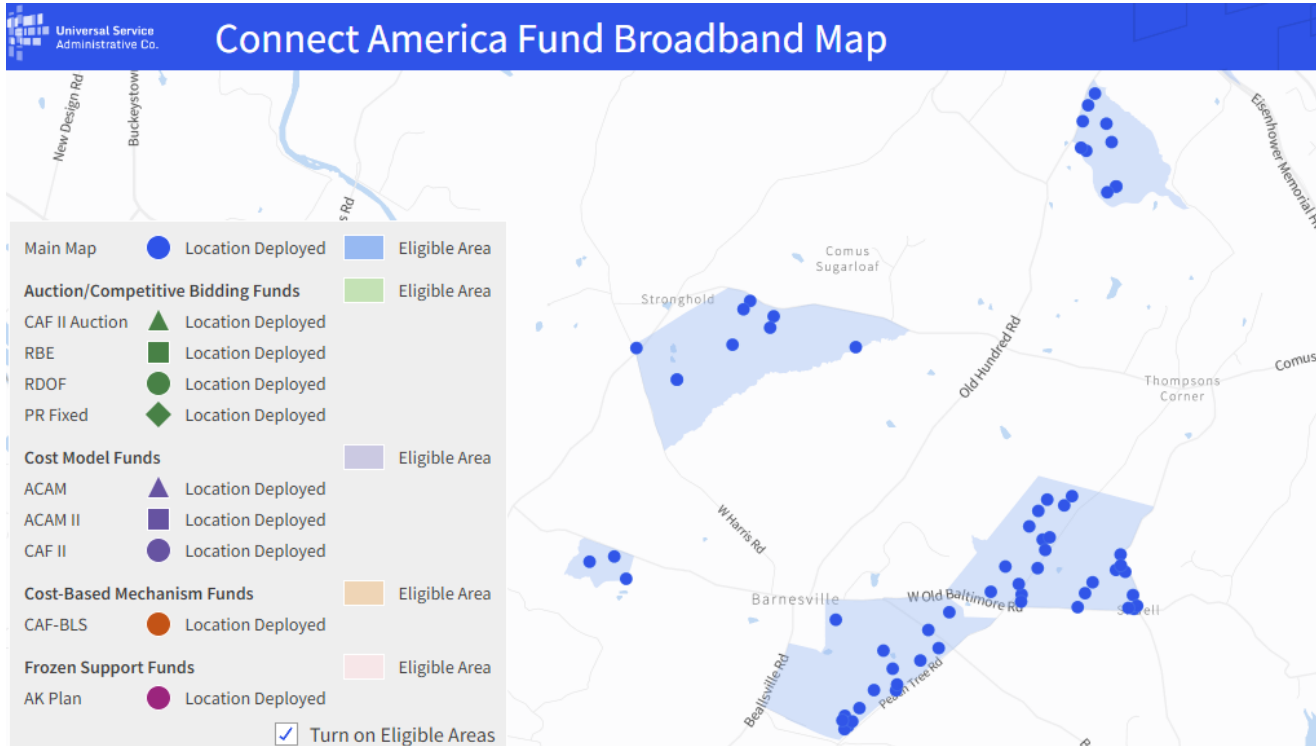 Universal Service
Administrative Co.
Connect America Fund Broadband Map
New Design Rd
Buckeystown
s Rd
Eisenhower Memorial H
Comus
Sugarloaf
Stronghold
Old Hundred Rd
Thompsons
Corner
Comus
W Harris Rd
Barnesville
W Old Baltimore Rd
Beallsville Rd
Peach Tree Rd
Main Map Location Deployed Eligible Area
Auction/Competitive Bidding Funds Eligible Area
CAF II Auction Location Deployed
RBE Location Deployed
RDOF Location Deployed
PR Fixed Location Deployed
Cost Model Funds Eligible Area
ACAM Location Deployed
ACAM II Location Deployed
CAF II Location Deployed
Cost-Based Mechanism Funds Eligible Area
CAF-BLS Location Deployed
Frozen Support Funds Eligible Area
AK Plan Location Deployed
Turn on Eligible Areas